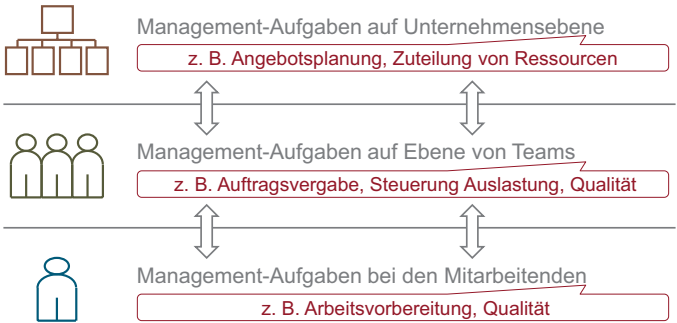 Management-Aufgaben auf Unternehmensebene
z. B. Angebotsplanung, Zuteilung von Ressourcen
Management-Aufgaben auf Ebene von Teams
z. B. Auftragsvergabe, Steuerung Auslastung, Qualität
Management-Aufgaben bei den Mitarbeitenden
z. B. Arbeitsvorbereitung, Qualität